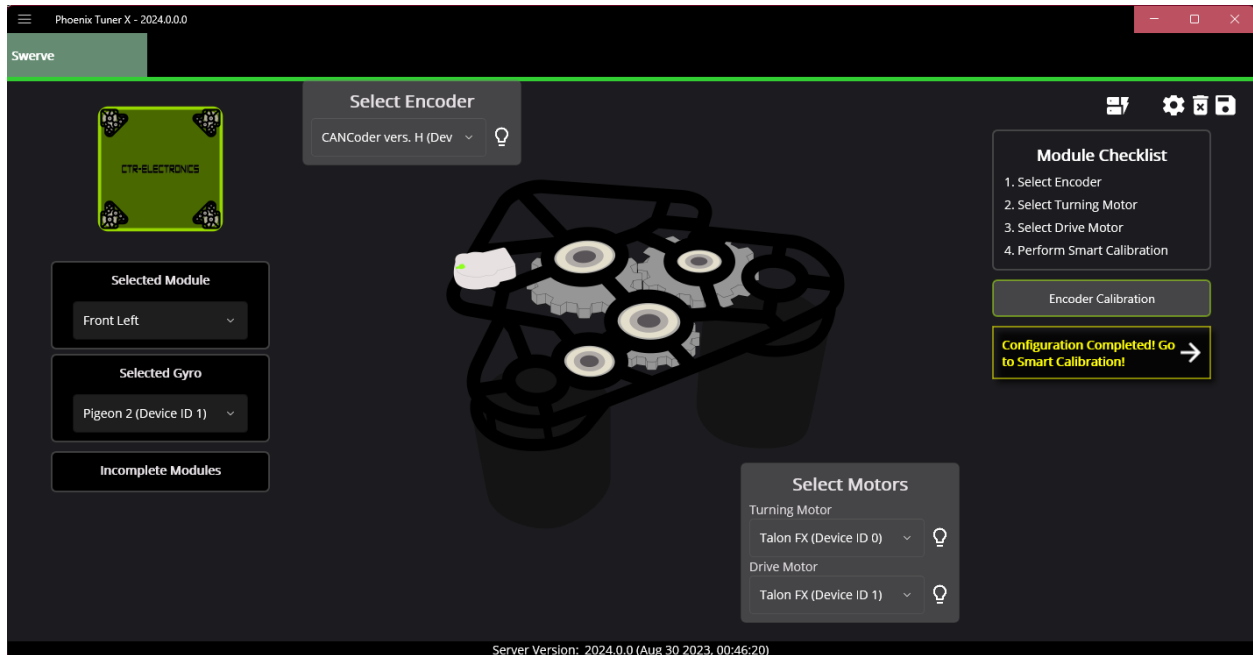 Phoenix Tuner X - 2024.0.0.0
Swerve
CTR-ELECTRONICS
Selected Module
Front Left
Selected Gyro
Pigeon 2 (Device ID 1)
Incomplete Modules
Select Encoder
CANCoder vers. H (Dev
Module Checklist
1. Select Encoder
2. Select Turning Motor
3. Select Drive Motor
4. Perform Smart Calibration
Encoder Calibration
Configuration Completed! Go
to Smart Calibration!
Select Motors
Turning Motor
Talon FX (Device ID 0)
Drive Motor
Talon FX (Device ID 1)
Server Version: 2024.0.0 (Aug 30 2023, 00:46:20)